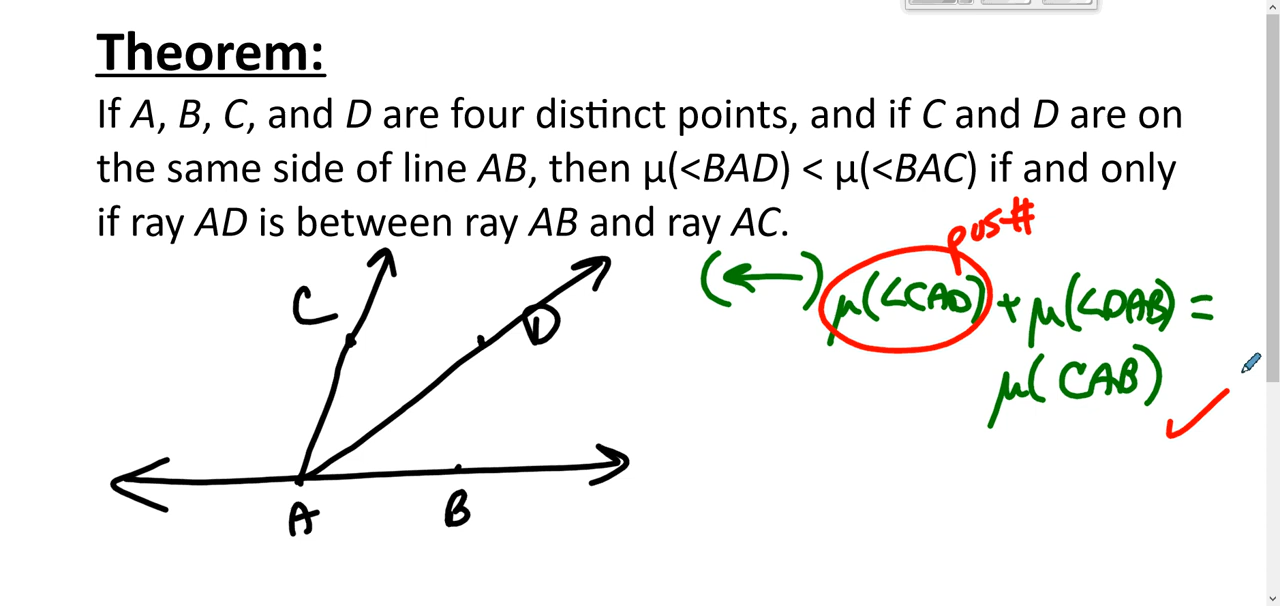 Theorem:
If A, B, C, and D are four distinct points, and if C and D are on
the same side of line AB, then μ(<BAD) < μ(<BAC) if and only
if ray AD is between ray AB and ray AC.
pos#
(←) μ(∠CAD) + μ(∠DAB) =
μ(CAB)
C
D
A
B